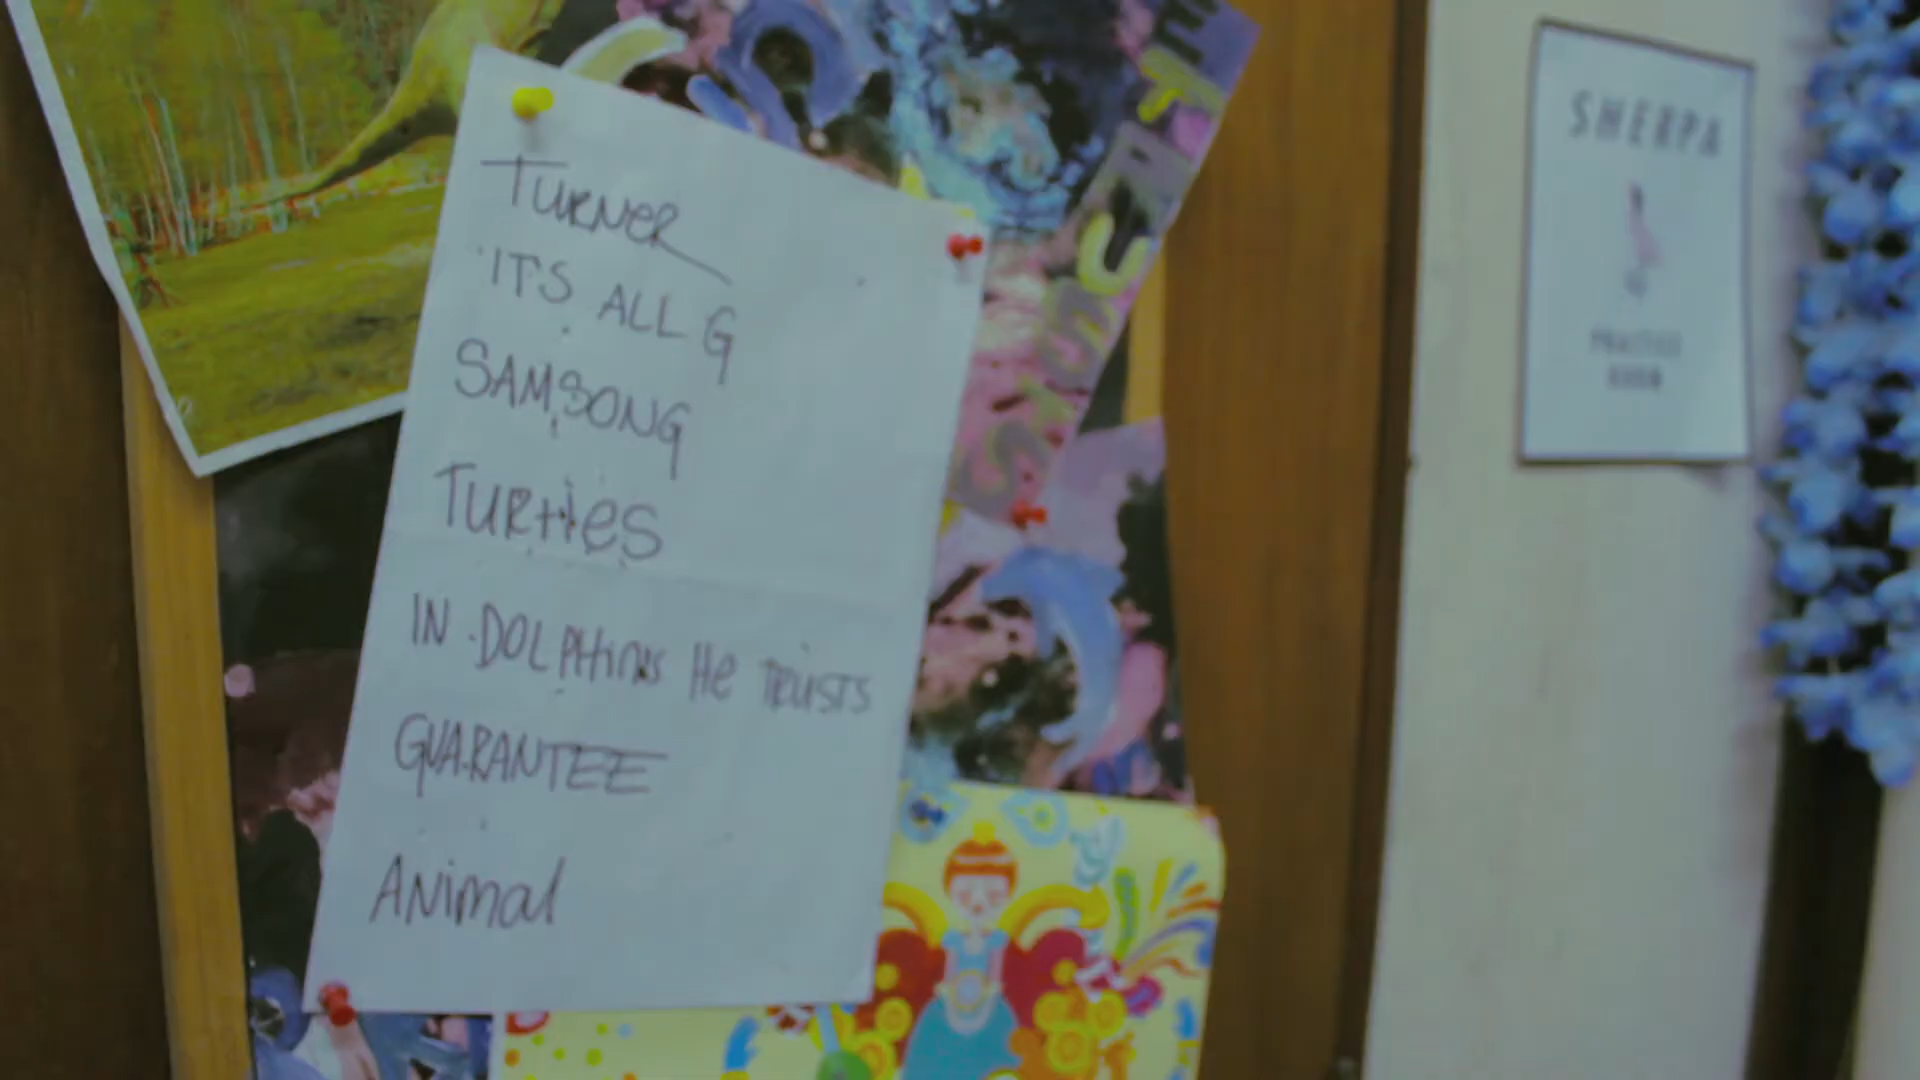 TURNER
IT'S ALL G
SAMSONG
TURtles
IN DOLPHINS He TRUSTS
GUARANTEE
ANimal
SHERPA